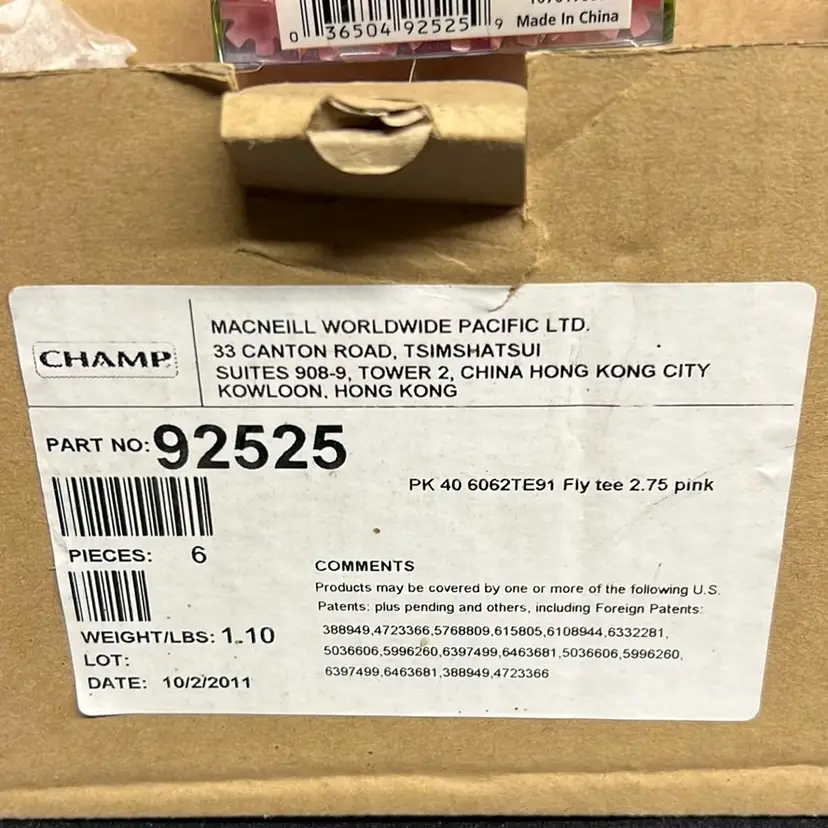 0 36504 92525 9
Made In China
CHAMP
MACNEILL WORLDWIDE PACIFIC LTD.
33 CANTON ROAD, TSIMSHATSUI
SUITES 908-9, TOWER 2, CHINA HONG KONG CITY
KOWLOON, HONG KONG
PART NO: 92525
PK 40 6062TE91 Fly tee 2.75 pink
PIECES: 6
COMMENTS
Products may be covered by one or more of the following U.S.
Patents: plus pending and others, including Foreign Patents:
388949,4723366,5768809,615805,6108944,6332281,
5036606,5996260,6397499,6463681,5036606,5996260,
6397499,6463681,388949,4723366
WEIGHT/LBS: 1.10
LOT:
DATE: 10/2/2011